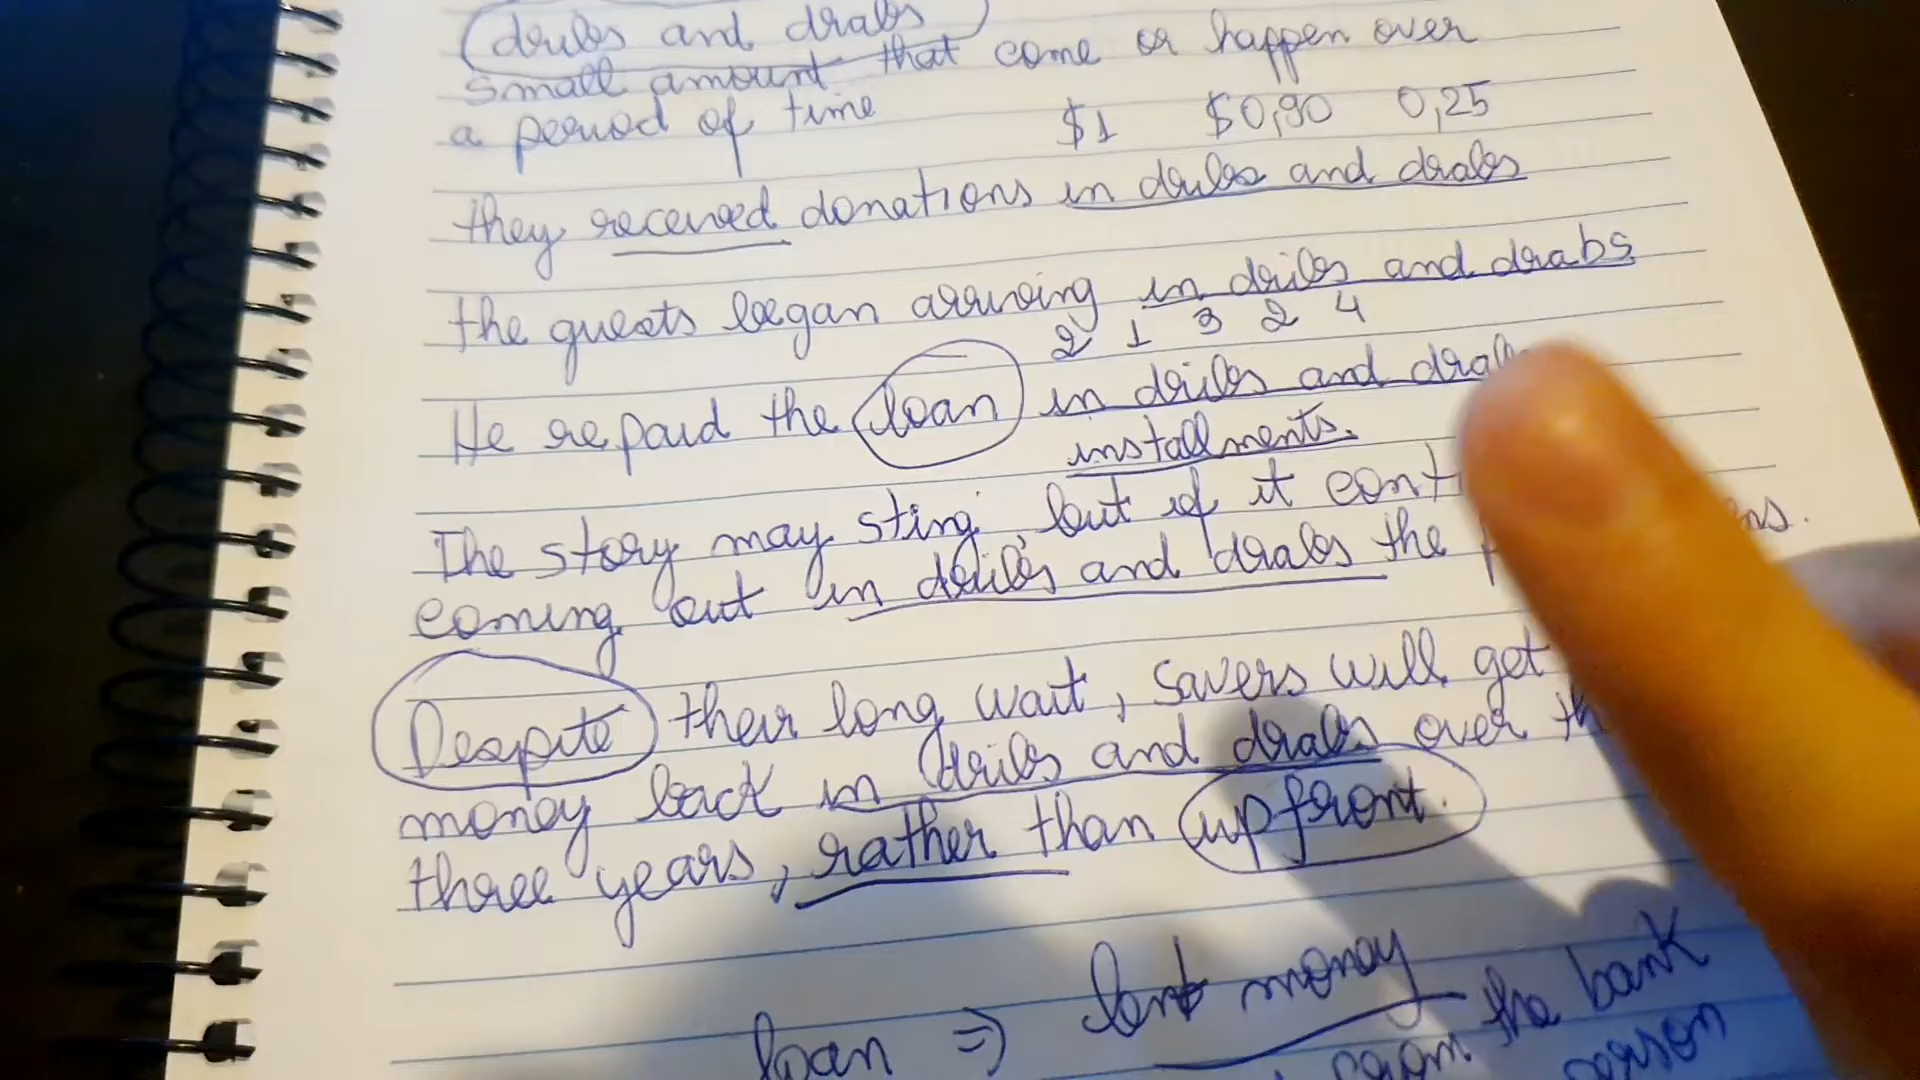 dribs and drabs
small amount that come or happen over
a period of time $1 $0,90 0,25
they received donations in dribs and drabs
the guests began arriving in dribs and drabs
2 1 3 2 4
He repaid the loan in dribs and
installments.
The story may sting, but if it
coming out in dribs and drabs the
Despite their long wait, savers will get
money back in dribs and drabs over
three years, rather than upfront.
loan => lent money
from the bank
person